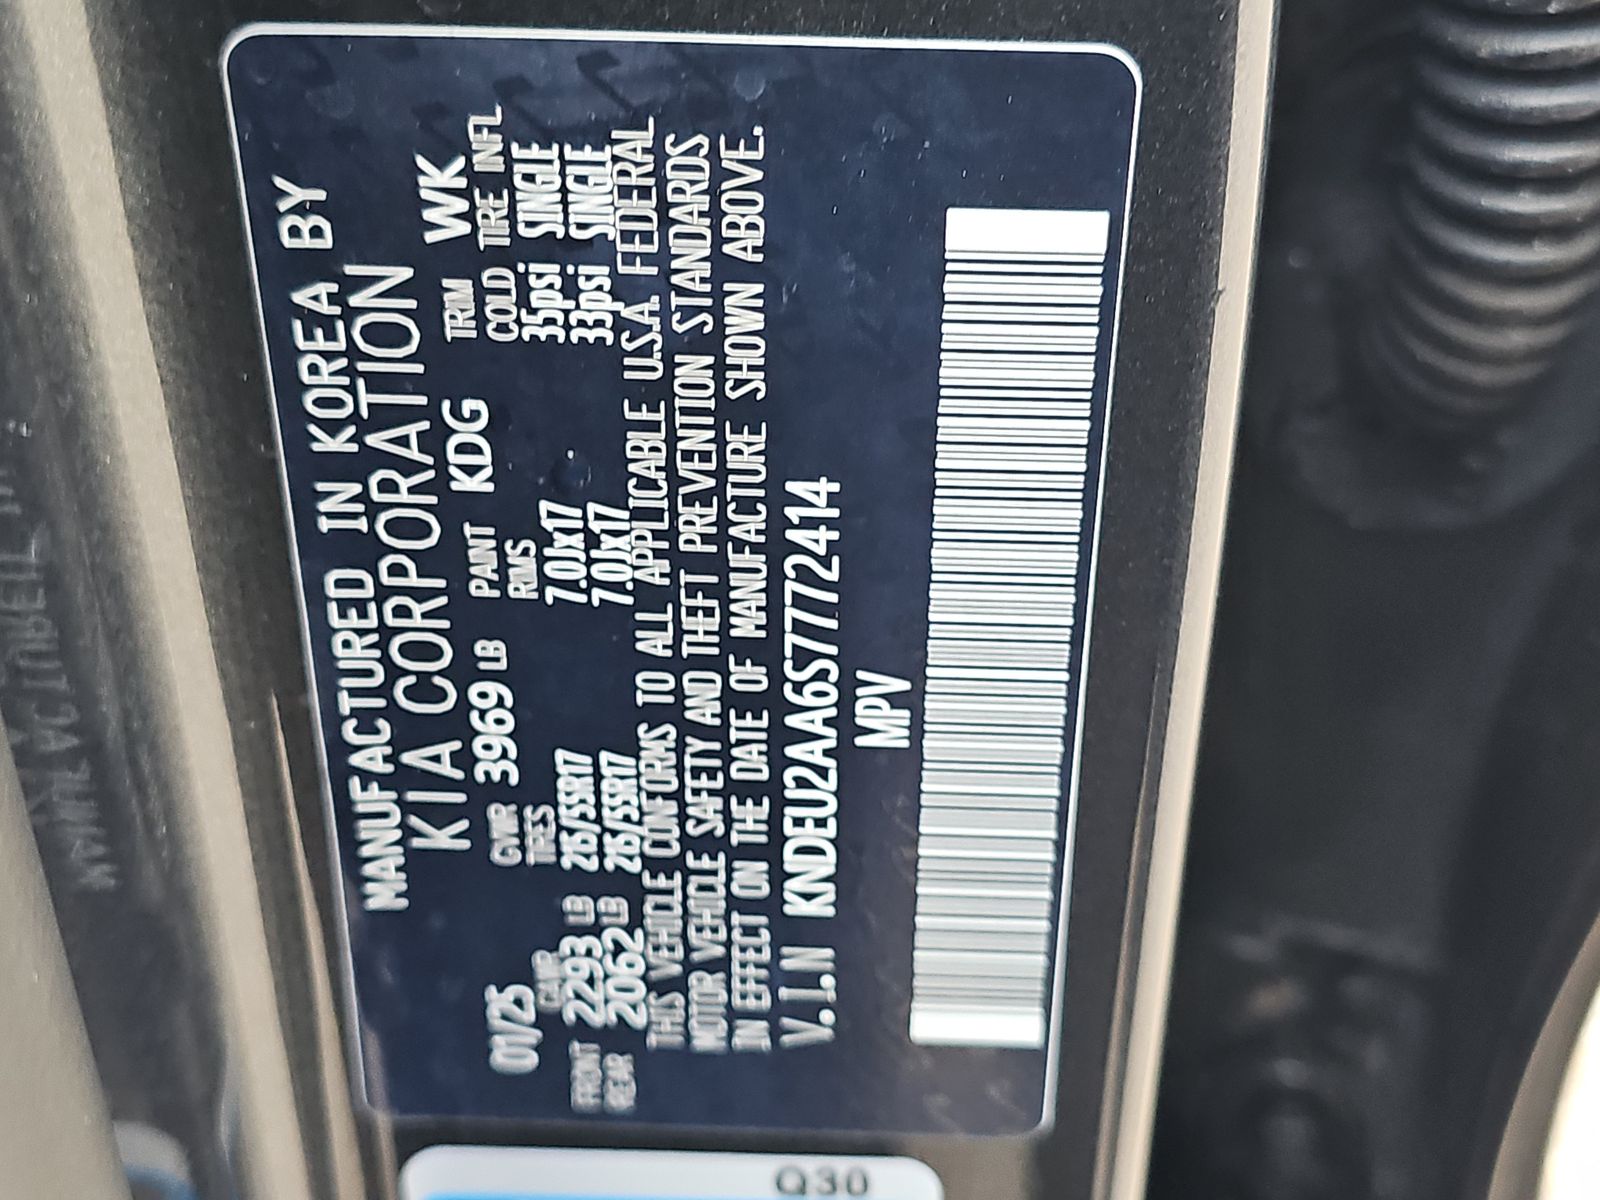 MANUFACTURED IN KOREA BY
KIA CORPORATION
01/25 GVWR 3969 LB PAINT KDG TRIM WK
GAWR TIRES RIMS COLD TIRE INFL
FRONT 2293 LB 215/55R17 7.0Jx17 35psi SINGLE
REAR 2062 LB 215/55R17 7.0Jx17 33psi SINGLE
THIS VEHICLE CONFORMS TO ALL APPLICABLE U.S.A. FEDERAL
MOTOR VEHICLE SAFETY AND THEFT PREVENTION STANDARDS
IN EFFECT ON THE DATE OF MANUFACTURE SHOWN ABOVE.
V.I.N KNDEU2AA6S7772414
MPV
Q30